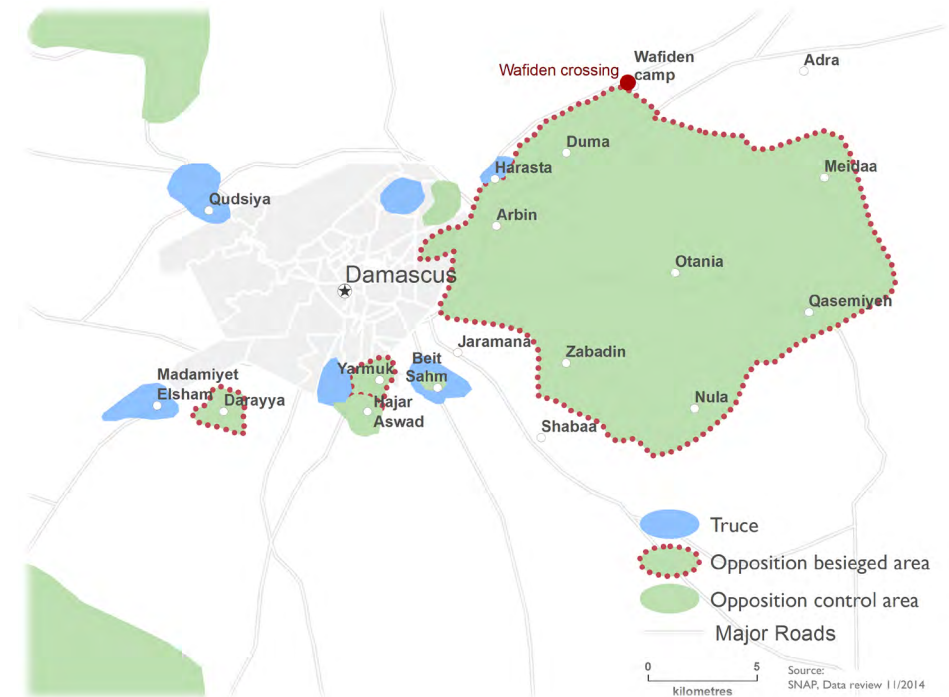 Wafiden crossing
Wafiden
camp
Adra
Duma
Meidaa
Harasta
Qudsiya
Arbin
Otania
Damascus
Qasemiyeh
Jaramana
Zabadin
Beit
Sahm
Yarmuk
Madamiyet
Elsham
Darayya
Hajar
Aswad
Nula
Shabaa
Truce
Opposition besieged area
Opposition control area
Major Roads
0 5
kilometres
Source:
SNAP, Data review 11/2014